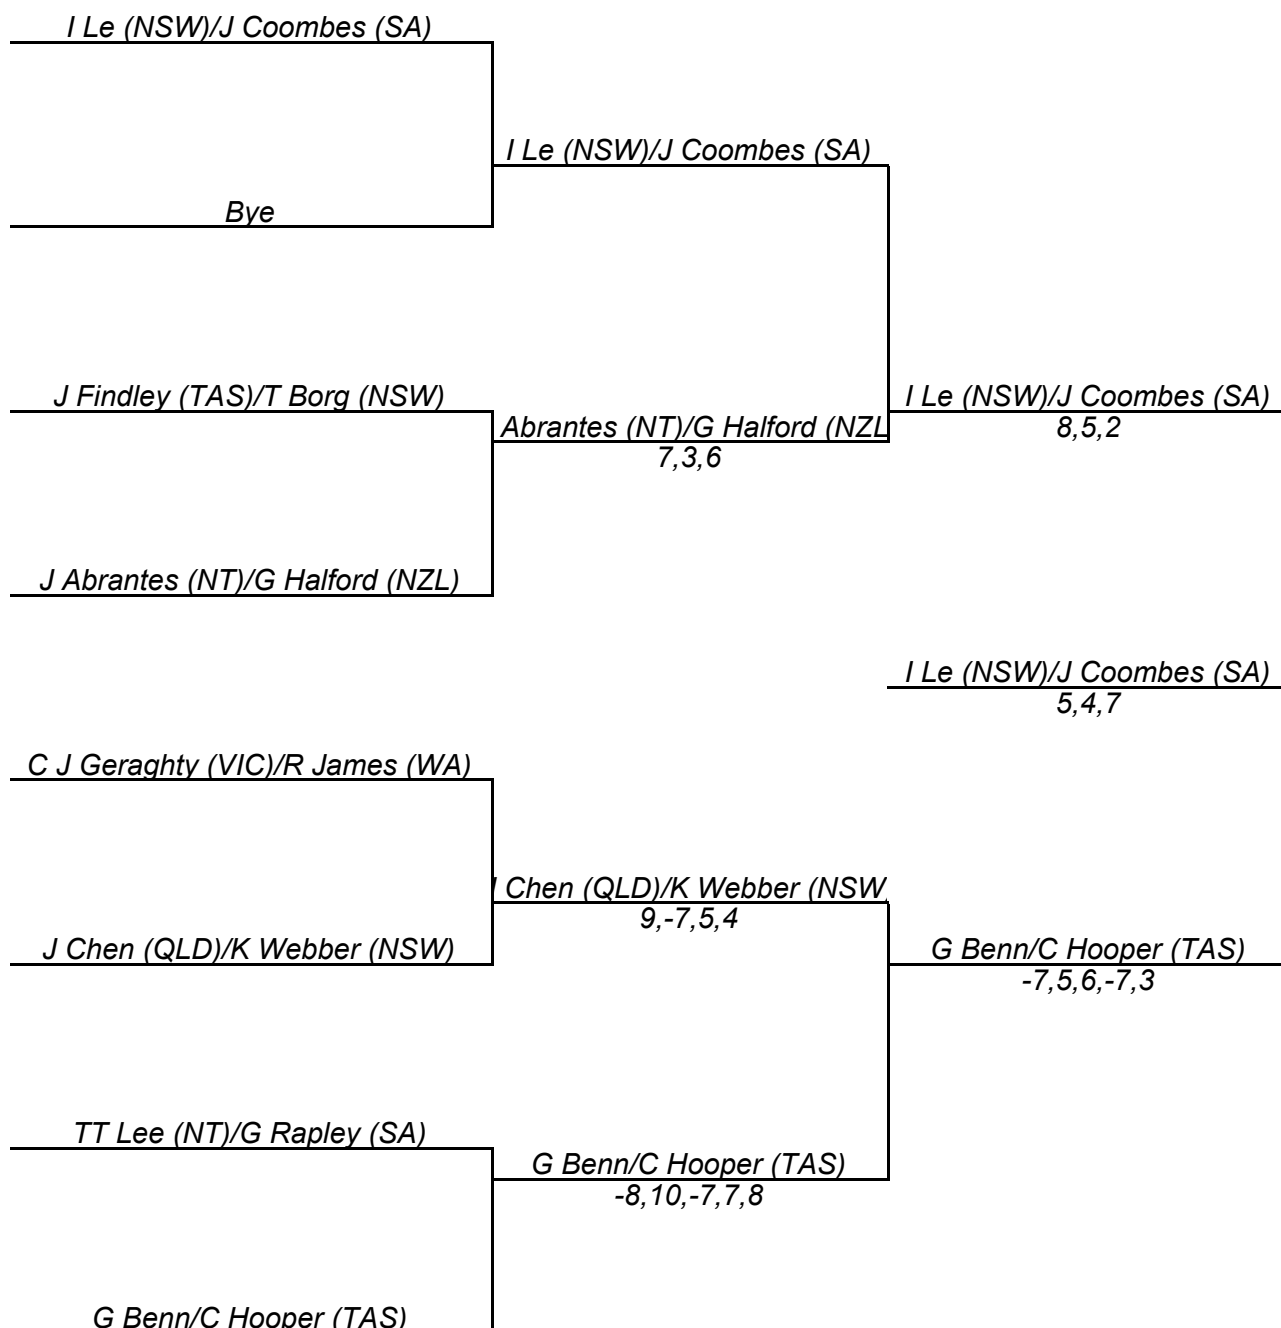 I Le (NSW)/J Coombes (SA)
I Le (NSW)/J Coombes (SA)
Bye
J Findley (TAS)/T Borg (NSW)
I Le (NSW)/J Coombes (SA)
8,5,2
Abrantes (NT)/G Halford (NZL
7,3,6
J Abrantes (NT)/G Halford (NZL)
I Le (NSW)/J Coombes (SA)
5,4,7
C J Geraghty (VIC)/R James (WA)
Chen (QLD)/K Webber (NSW
9,-7,5,4
J Chen (QLD)/K Webber (NSW)
G Benn/C Hooper (TAS)
-7,5,6,-7,3
TT Lee (NT)/G Rapley (SA)
G Benn/C Hooper (TAS)
-8,10,-7,7,8
G Benn/C Hooper (TAS)